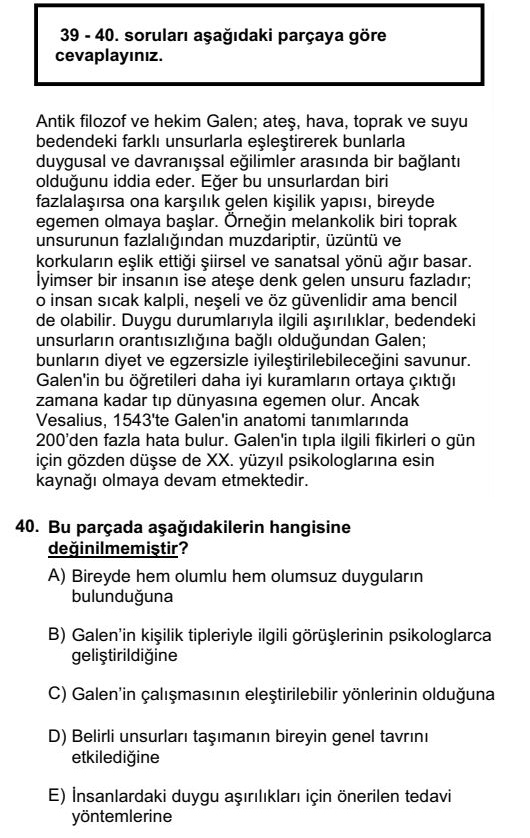 39 - 40. soruları aşağıdaki parçaya göre
cevaplayınız.
Antik filozof ve hekim Galen; ateş, hava, toprak ve suyu
bedendeki farklı unsurlarla eşleştirerek bunlarla
duygusal ve davranışsal eğilimler arasında bir bağlantı
olduğunu iddia eder. Eğer bu unsurlardan biri
fazlalaşırsa ona karşılık gelen kişilik yapısı, bireyde
egemen olmaya başlar. Örneğin melankolik biri toprak
unsurunun fazlalığından muzdariptir, üzüntü ve
korkuların eşlik ettiği şiirsel ve sanatsal yönü ağır basar.
İyimser bir insanın ise ateşe denk gelen unsuru fazladır;
o insan sıcak kalpli, neşeli ve öz güvenlidir ama bencil
de olabilir. Duygu durumlarıyla ilgili aşırılıklar, bedendeki
unsurların orantısızlığına bağlı olduğundan Galen;
bunların diyet ve egzersizle iyileştirilebileceğini savunur.
Galen'in bu öğretileri daha iyi kuramların ortaya çıktığı
zamana kadar tıp dünyasına egemen olur. Ancak
Vesalius, 1543'te Galen'in anatomi tanımlarında
200'den fazla hata bulur. Galen'in tıpla ilgili fikirleri o gün
için gözden düşse de XX. yüzyıl psikologlarına esin
kaynağı olmaya devam etmektedir.
40. Bu parçada aşağıdakilerin hangisine
değinilmemiştir?
A) Bireyde hem olumlu hem olumsuz duyguların
bulunduğuna
B) Galen'in kişilik tipleriyle ilgili görüşlerinin psikologlarca
geliştirildiğine
C) Galen'in çalışmasının eleştirilebilir yönlerinin olduğuna
D) Belirli unsurları taşımanın bireyin genel tavrını
etkilediğine
E) İnsanlardaki duygu aşırılıkları için önerilen tedavi
yöntemlerine